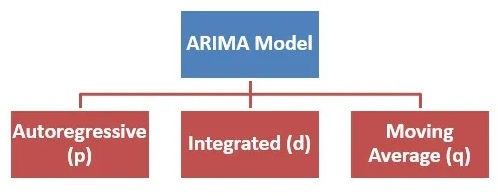 ARIMA Model
Autoregressive
(p)
Integrated (d)
Moving
Average (q)